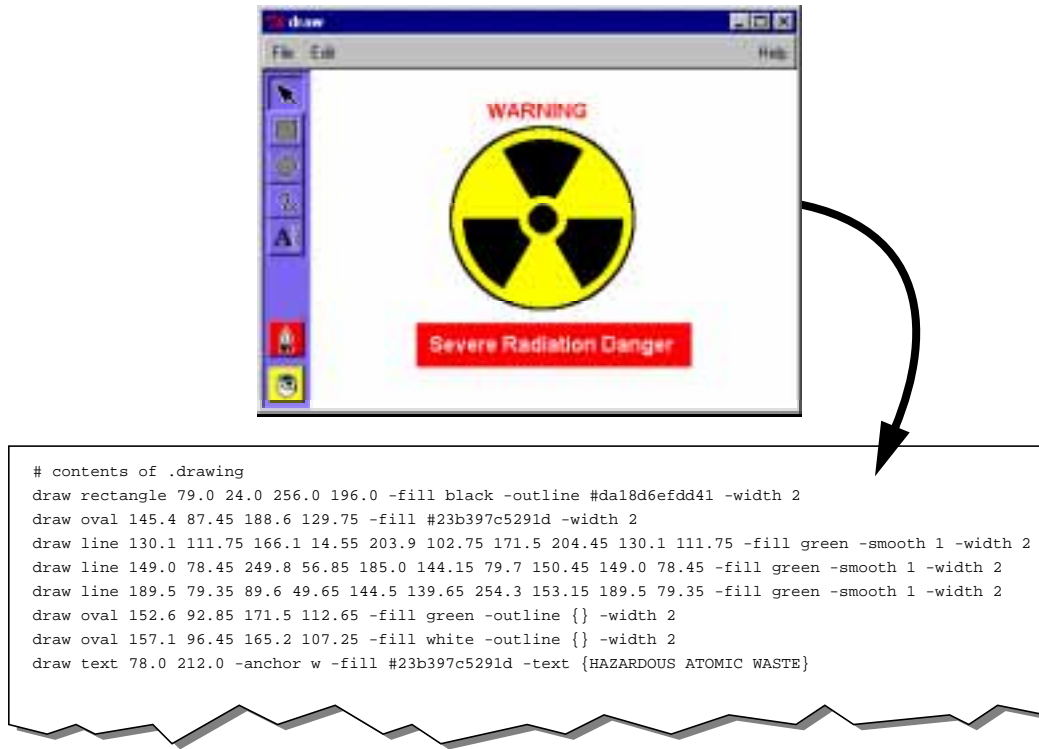 draw
File Edit Help
WARNING
A
Severe Radiation Danger
# contents of .drawing
draw rectangle 79.0 24.0 256.0 196.0 -fill black -outline #da18d6efdd41 -width 2
draw oval 145.4 87.45 188.6 129.75 -fill #23b397c5291d -width 2
draw line 130.1 111.75 166.1 14.55 203.9 102.75 171.5 204.45 130.1 111.75 -fill green -smooth 1 -width 2
draw line 149.0 78.45 249.8 56.85 185.0 144.15 79.7 150.45 149.0 78.45 -fill green -smooth 1 -width 2
draw line 189.5 79.35 89.6 49.65 144.5 139.65 254.3 153.15 189.5 79.35 -fill green -smooth 1 -width 2
draw oval 152.6 92.85 171.5 112.65 -fill green -outline {} -width 2
draw oval 157.1 96.45 165.2 107.25 -fill white -outline {} -width 2
draw text 78.0 212.0 -anchor w -fill #23b397c5291d -text {HAZARDOUS ATOMIC WASTE}